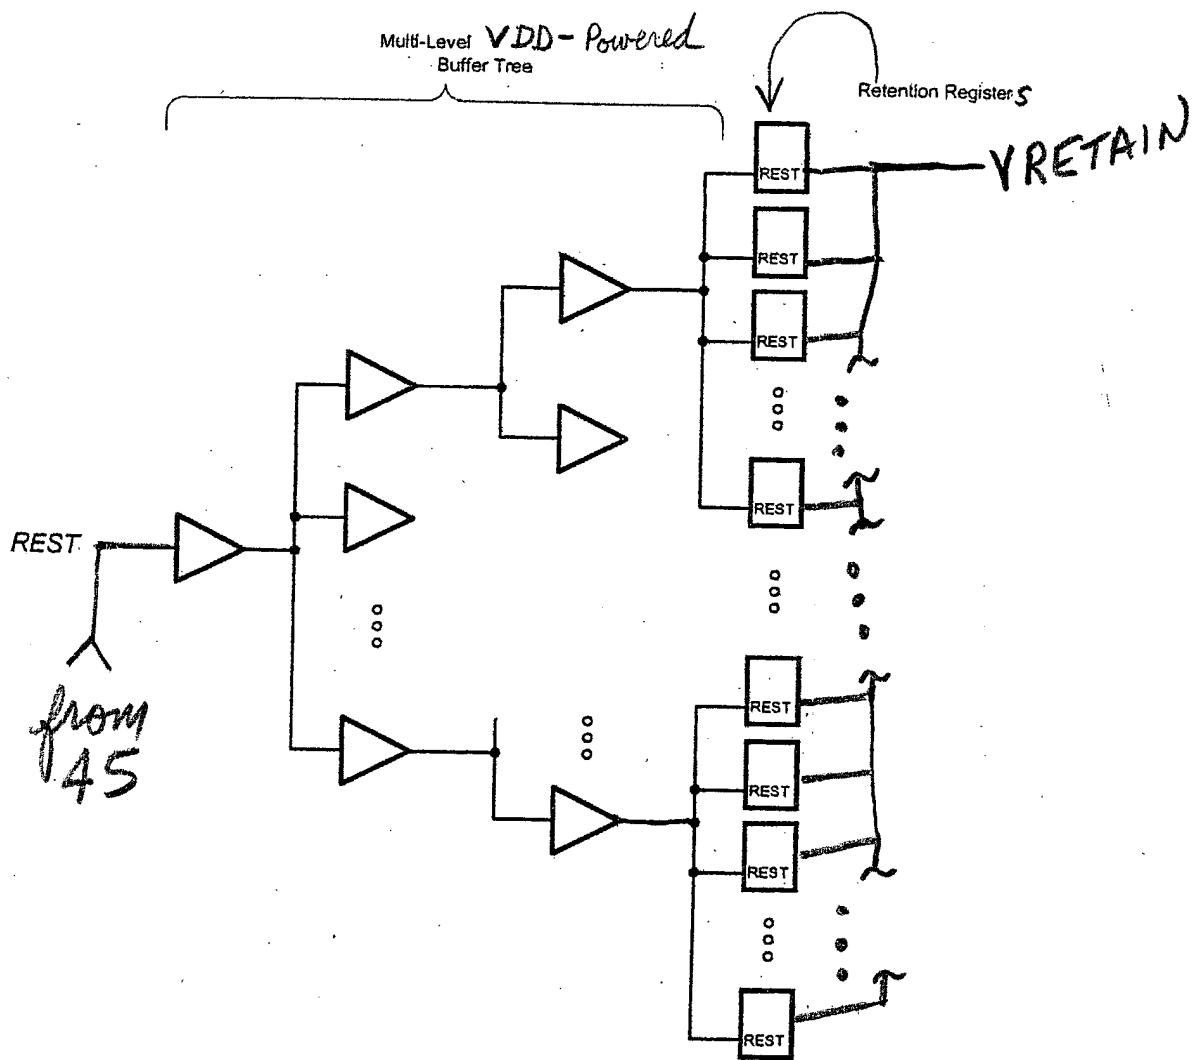 Multi-Level VDD-Powered
Buffer Tree
Retention Registers
VRETAIN
REST
REST
REST
REST
REST.
from
45
REST
REST
REST
REST